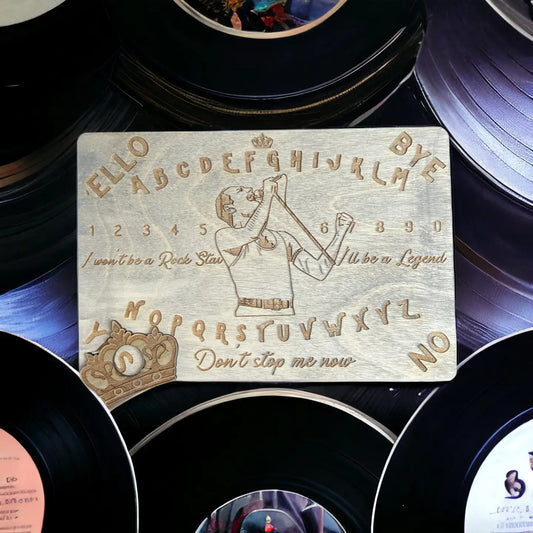 'ELLO
BYE
A B C D E F G H I J K L M
1 2 3 4 5 6 7 8 9 0
I won't be a Rock Star I'll be a Legend
N O P Q R S T U V W X Y Z
Y
NO
Don't stop me now